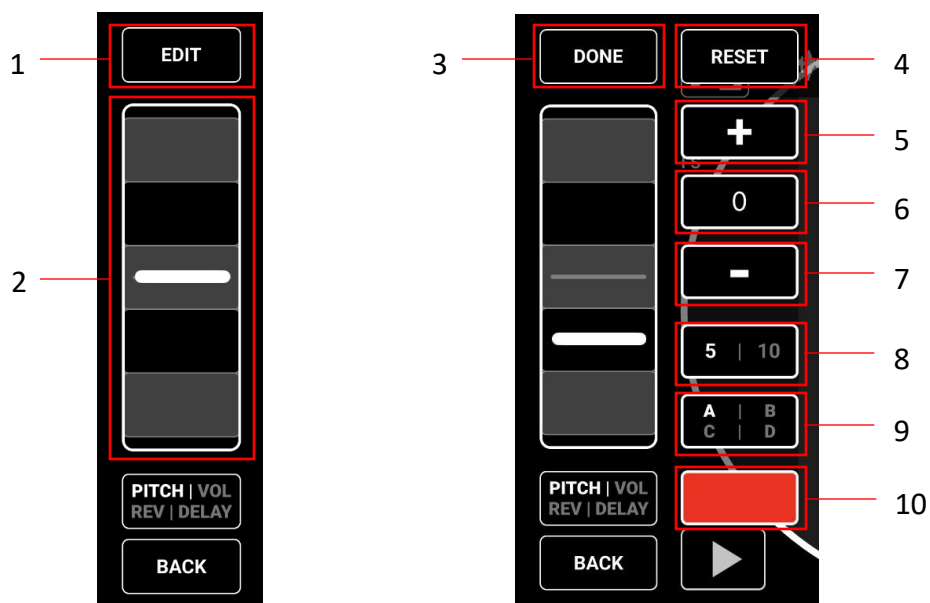 1
EDIT
2
PITCH | VOL
REV | DELAY
BACK
3
DONE
RESET
4
+
5
0
6
-
7
5 | 10
8
A | B
C | D
9
10
PITCH | VOL
REV | DELAY
BACK